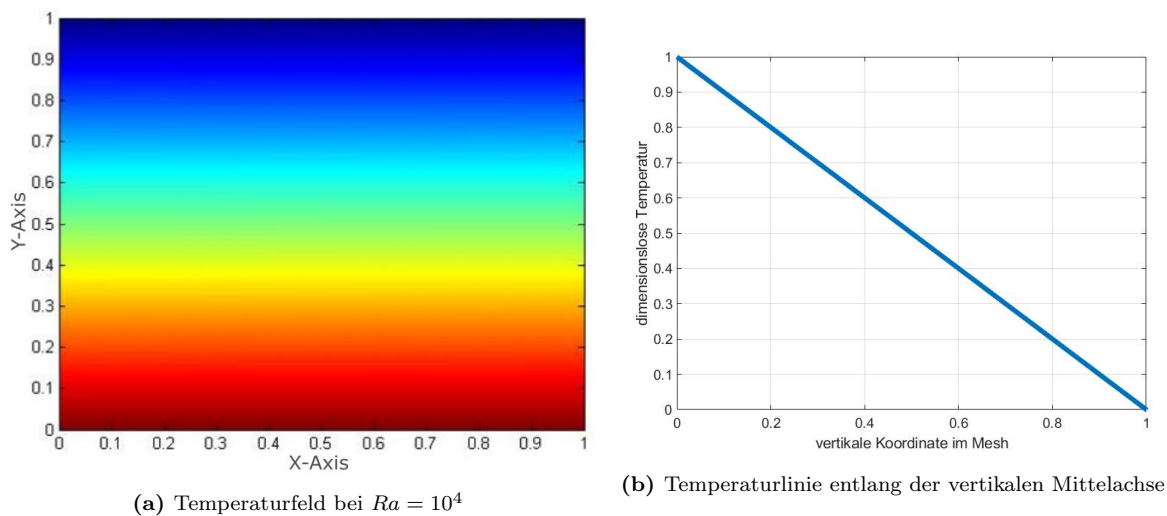 1
0.9
0.8
0.7
0.6
0.5
0.4
0.3
0.2
0.1
0
Y-Axis
0 0.1 0.2 0.3 0.4 0.5 0.6 0.7 0.8 0.9 1
X-Axis
(a) Temperaturfeld bei Ra = 10⁴
1
0.9
0.8
0.7
0.6
0.5
0.4
0.3
0.2
0.1
0
dimensionslose Temperatur
0 0.2 0.4 0.6 0.8 1
vertikale Koordinate im Mesh
(b) Temperaturlinie entlang der vertikalen Mittelachse